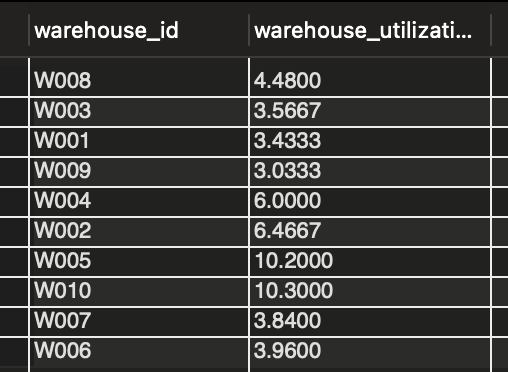 warehouse_id warehouse_utilizati...
W008 4.4800
W003 3.5667
W001 3.4333
W009 3.0333
W004 6.0000
W002 6.4667
W005 10.2000
W010 10.3000
W007 3.8400
W006 3.9600